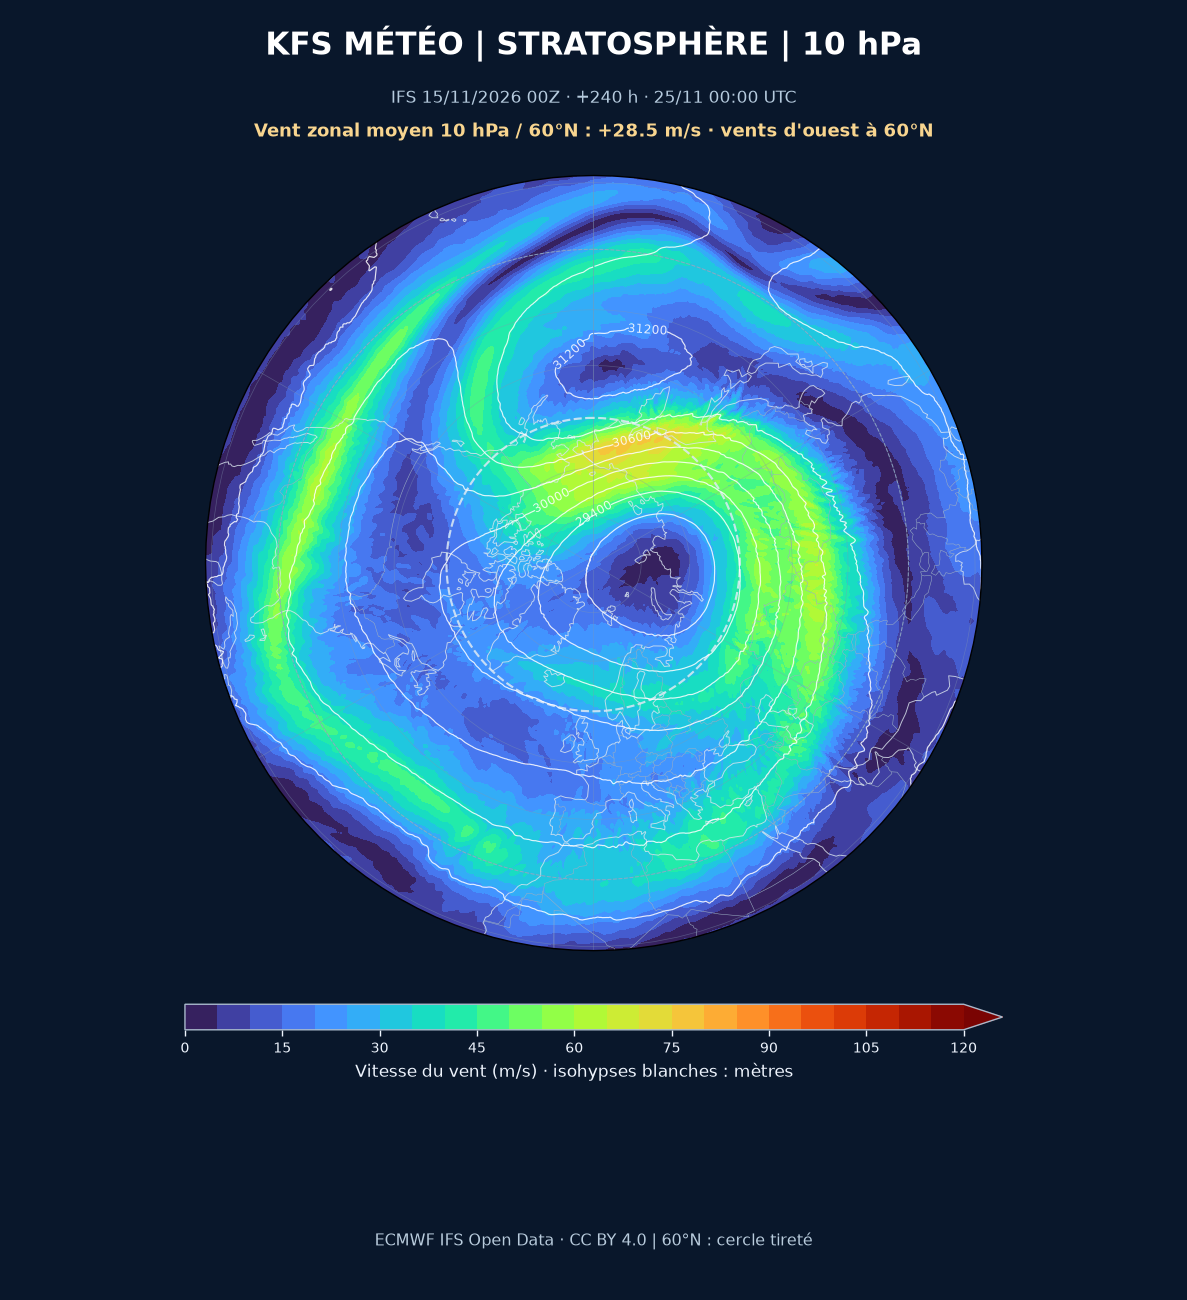 KFS MÉTÉO | STRATOSPHÈRE | 10 hPa
IFS 15/11/2026 00Z · +240 h · 25/11 00:00 UTC
Vent zonal moyen 10 hPa / 60°N : +28.5 m/s · vents d'ouest à 60°N
31200
31200
30600
30000
29400
0 15 30 45 60 75 90 105 120
Vitesse du vent (m/s) · isohypses blanches : mètres
ECMWF IFS Open Data · CC BY 4.0 | 60°N : cercle tireté